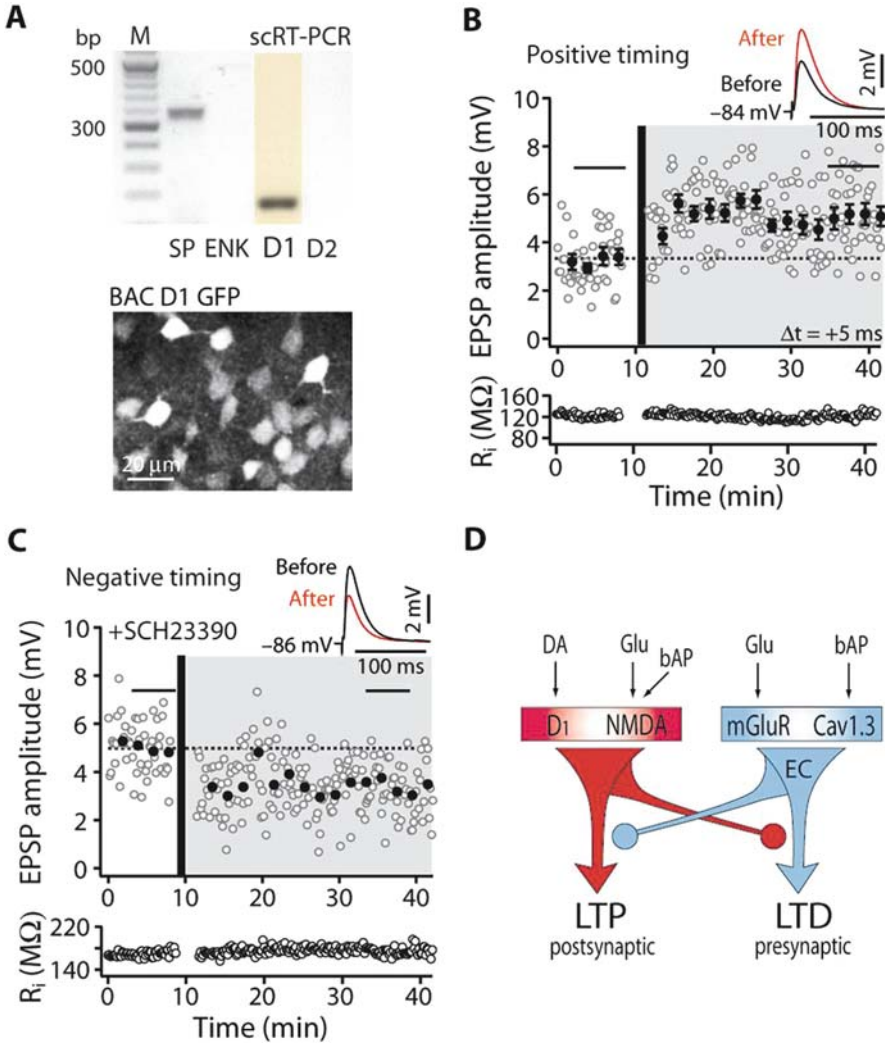 A
bp M scRT-PCR
500
300
SP ENK D1 D2
BAC D1 GFP
20 μm
B
Positive timing
After
Before
2 mV
−84 mV
100 ms
EPSP amplitude (mV)
10
8
6
4
2
0
Δt = +5 ms
0 10 20 30 40
Ri (MΩ)
160
120
80
0 10 20 30 40
Time (min)
C
Negative timing
Before
After
2 mV
+SCH23390
−86 mV
100 ms
EPSP amplitude (mV)
10
8
6
4
2
0
0 10 20 30 40
Ri (MΩ)
220
140
0 10 20 30 40
Time (min)
D
DA Glu bAP Glu bAP
D1 NMDA mGluR Cav1.3
EC
LTP LTD
postsynaptic presynaptic